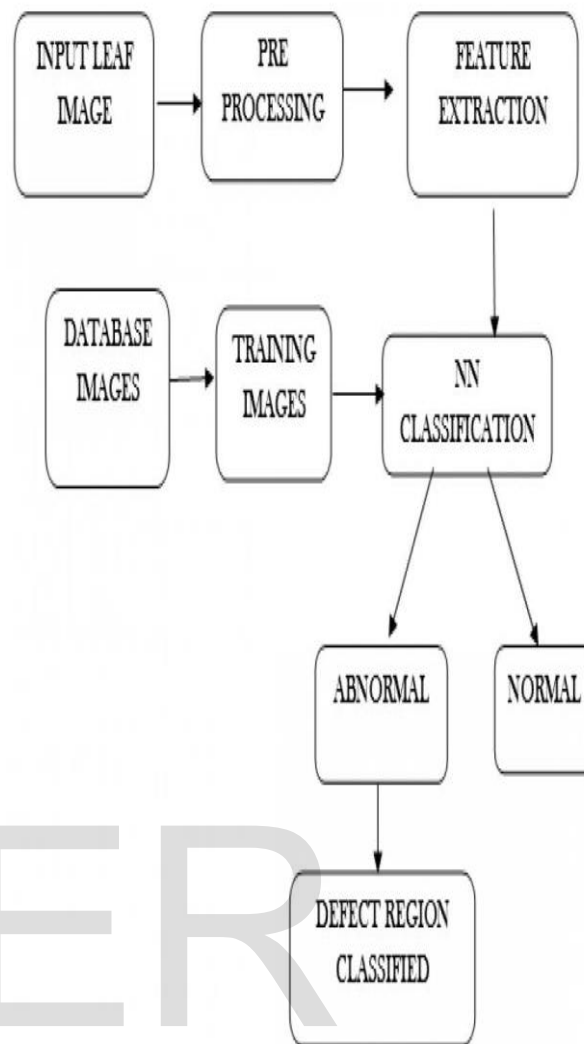 INPUT LEAF
IMAGE
PRE
PROCESSING
FEATURE
EXTRACTION
DATABASE
IMAGES
TRAINING
IMAGES
NN
CLASSIFICATION
ABNORMAL
NORMAL
DEFECT REGION
CLASSIFIED
ER